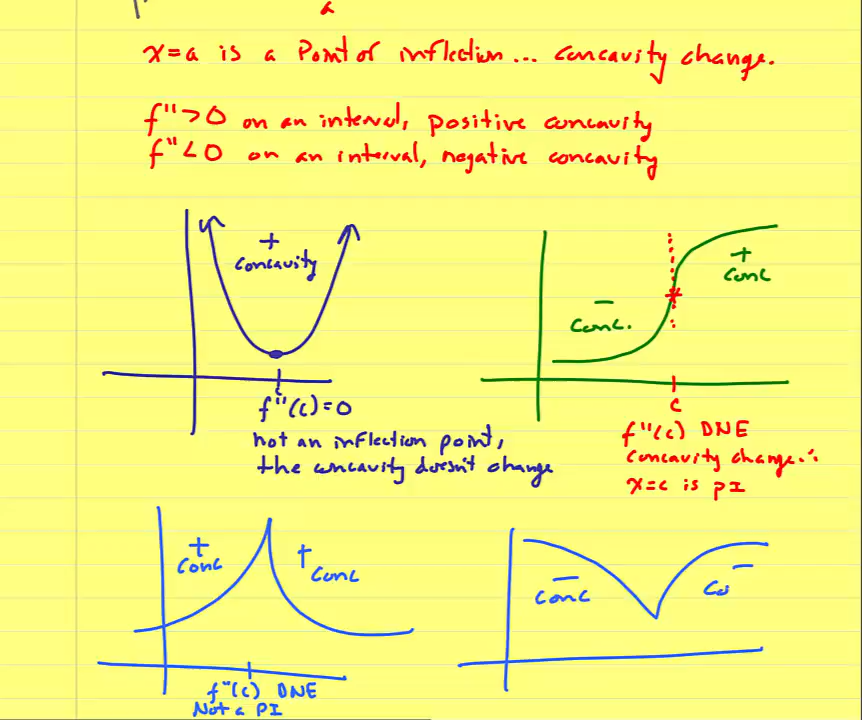 a
x=a is a Point of inflection... concavity change.
f">0 on an interval, positive concavity
f"<0 on an interval, negative concavity
+
concavity
+
conc
−
conc.
c
f"(c)=0
not an inflection point,
the concavity doesn't change
c
f"(c) DNE
concavity change ∴
x=c is PI
+
conc
+
conc
−
conc
−
co
f"(c) DNE
Not a PI